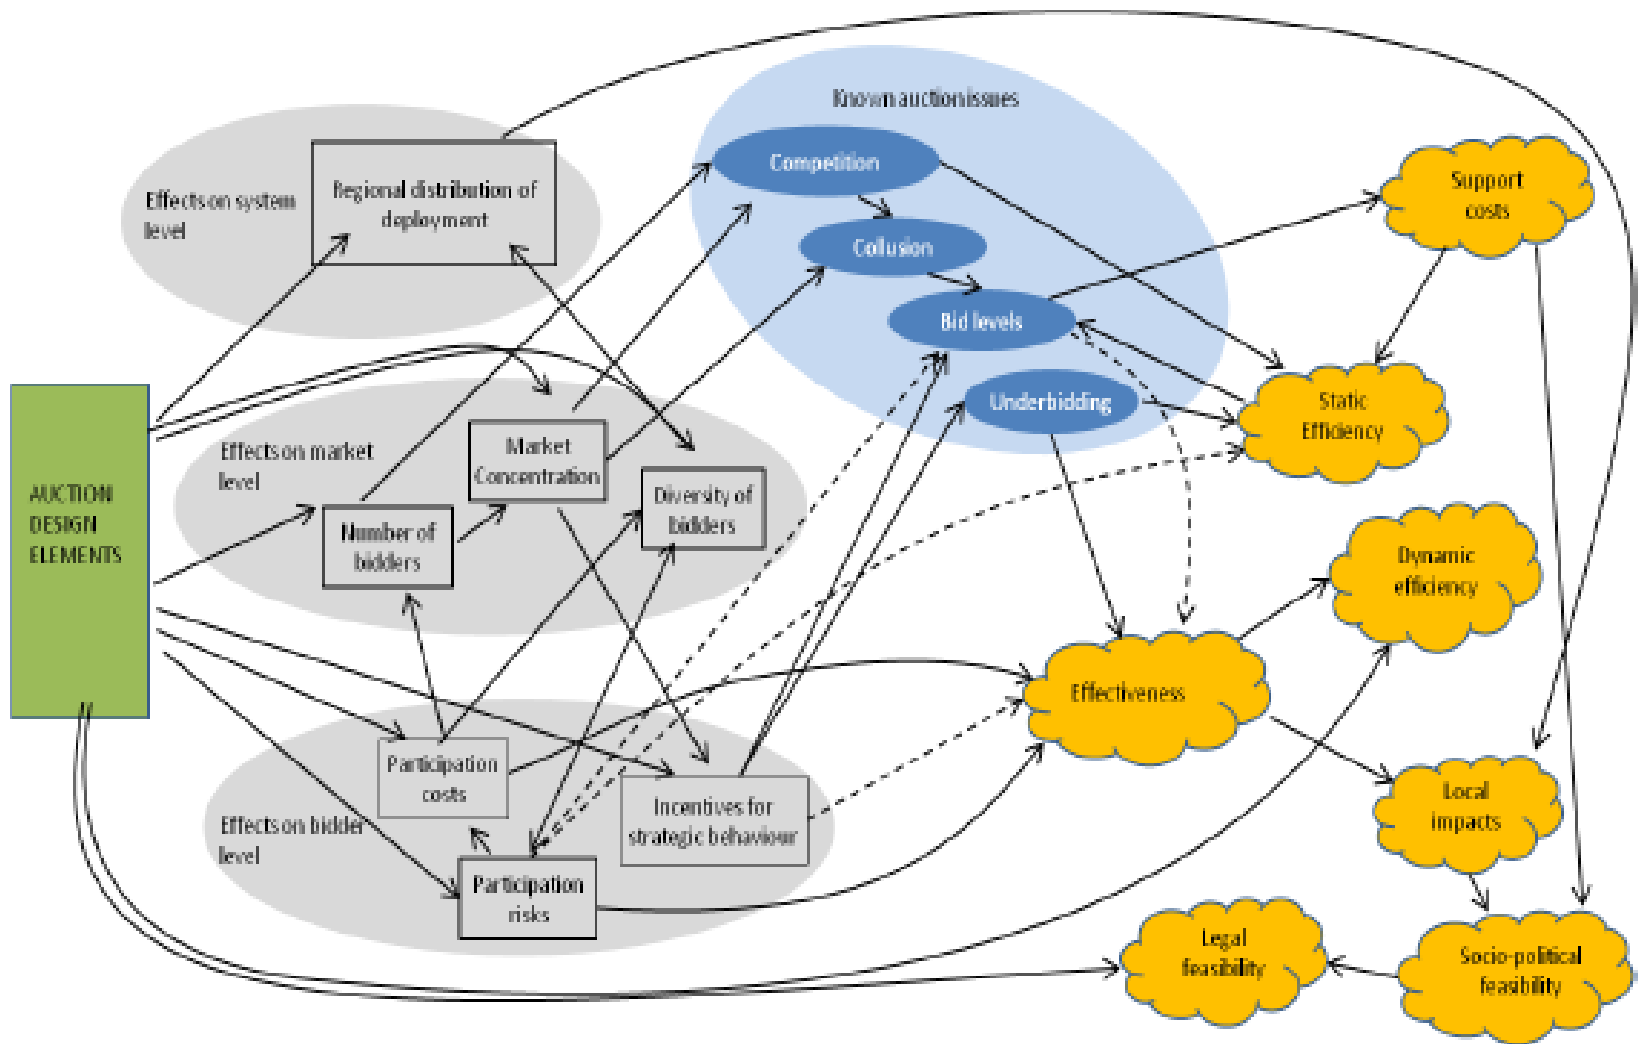 Known auction issues
Competition
Regional distribution of
deployment
Effects on system
level
Support
costs
Collusion
Bid levels
Underbidding
Static
Efficiency
Effects on market
level
Market
Concentration
Diversity of
bidders
Number of
bidders
AUCTION
DESIGN
ELEMENTS
Dynamic
efficiency
Effectiveness
Participation
costs
Incentives for
strategic behaviour
Effects on bidder
level
Participation
risks
Local
impacts
Legal
feasibility
Socio-political
feasibility